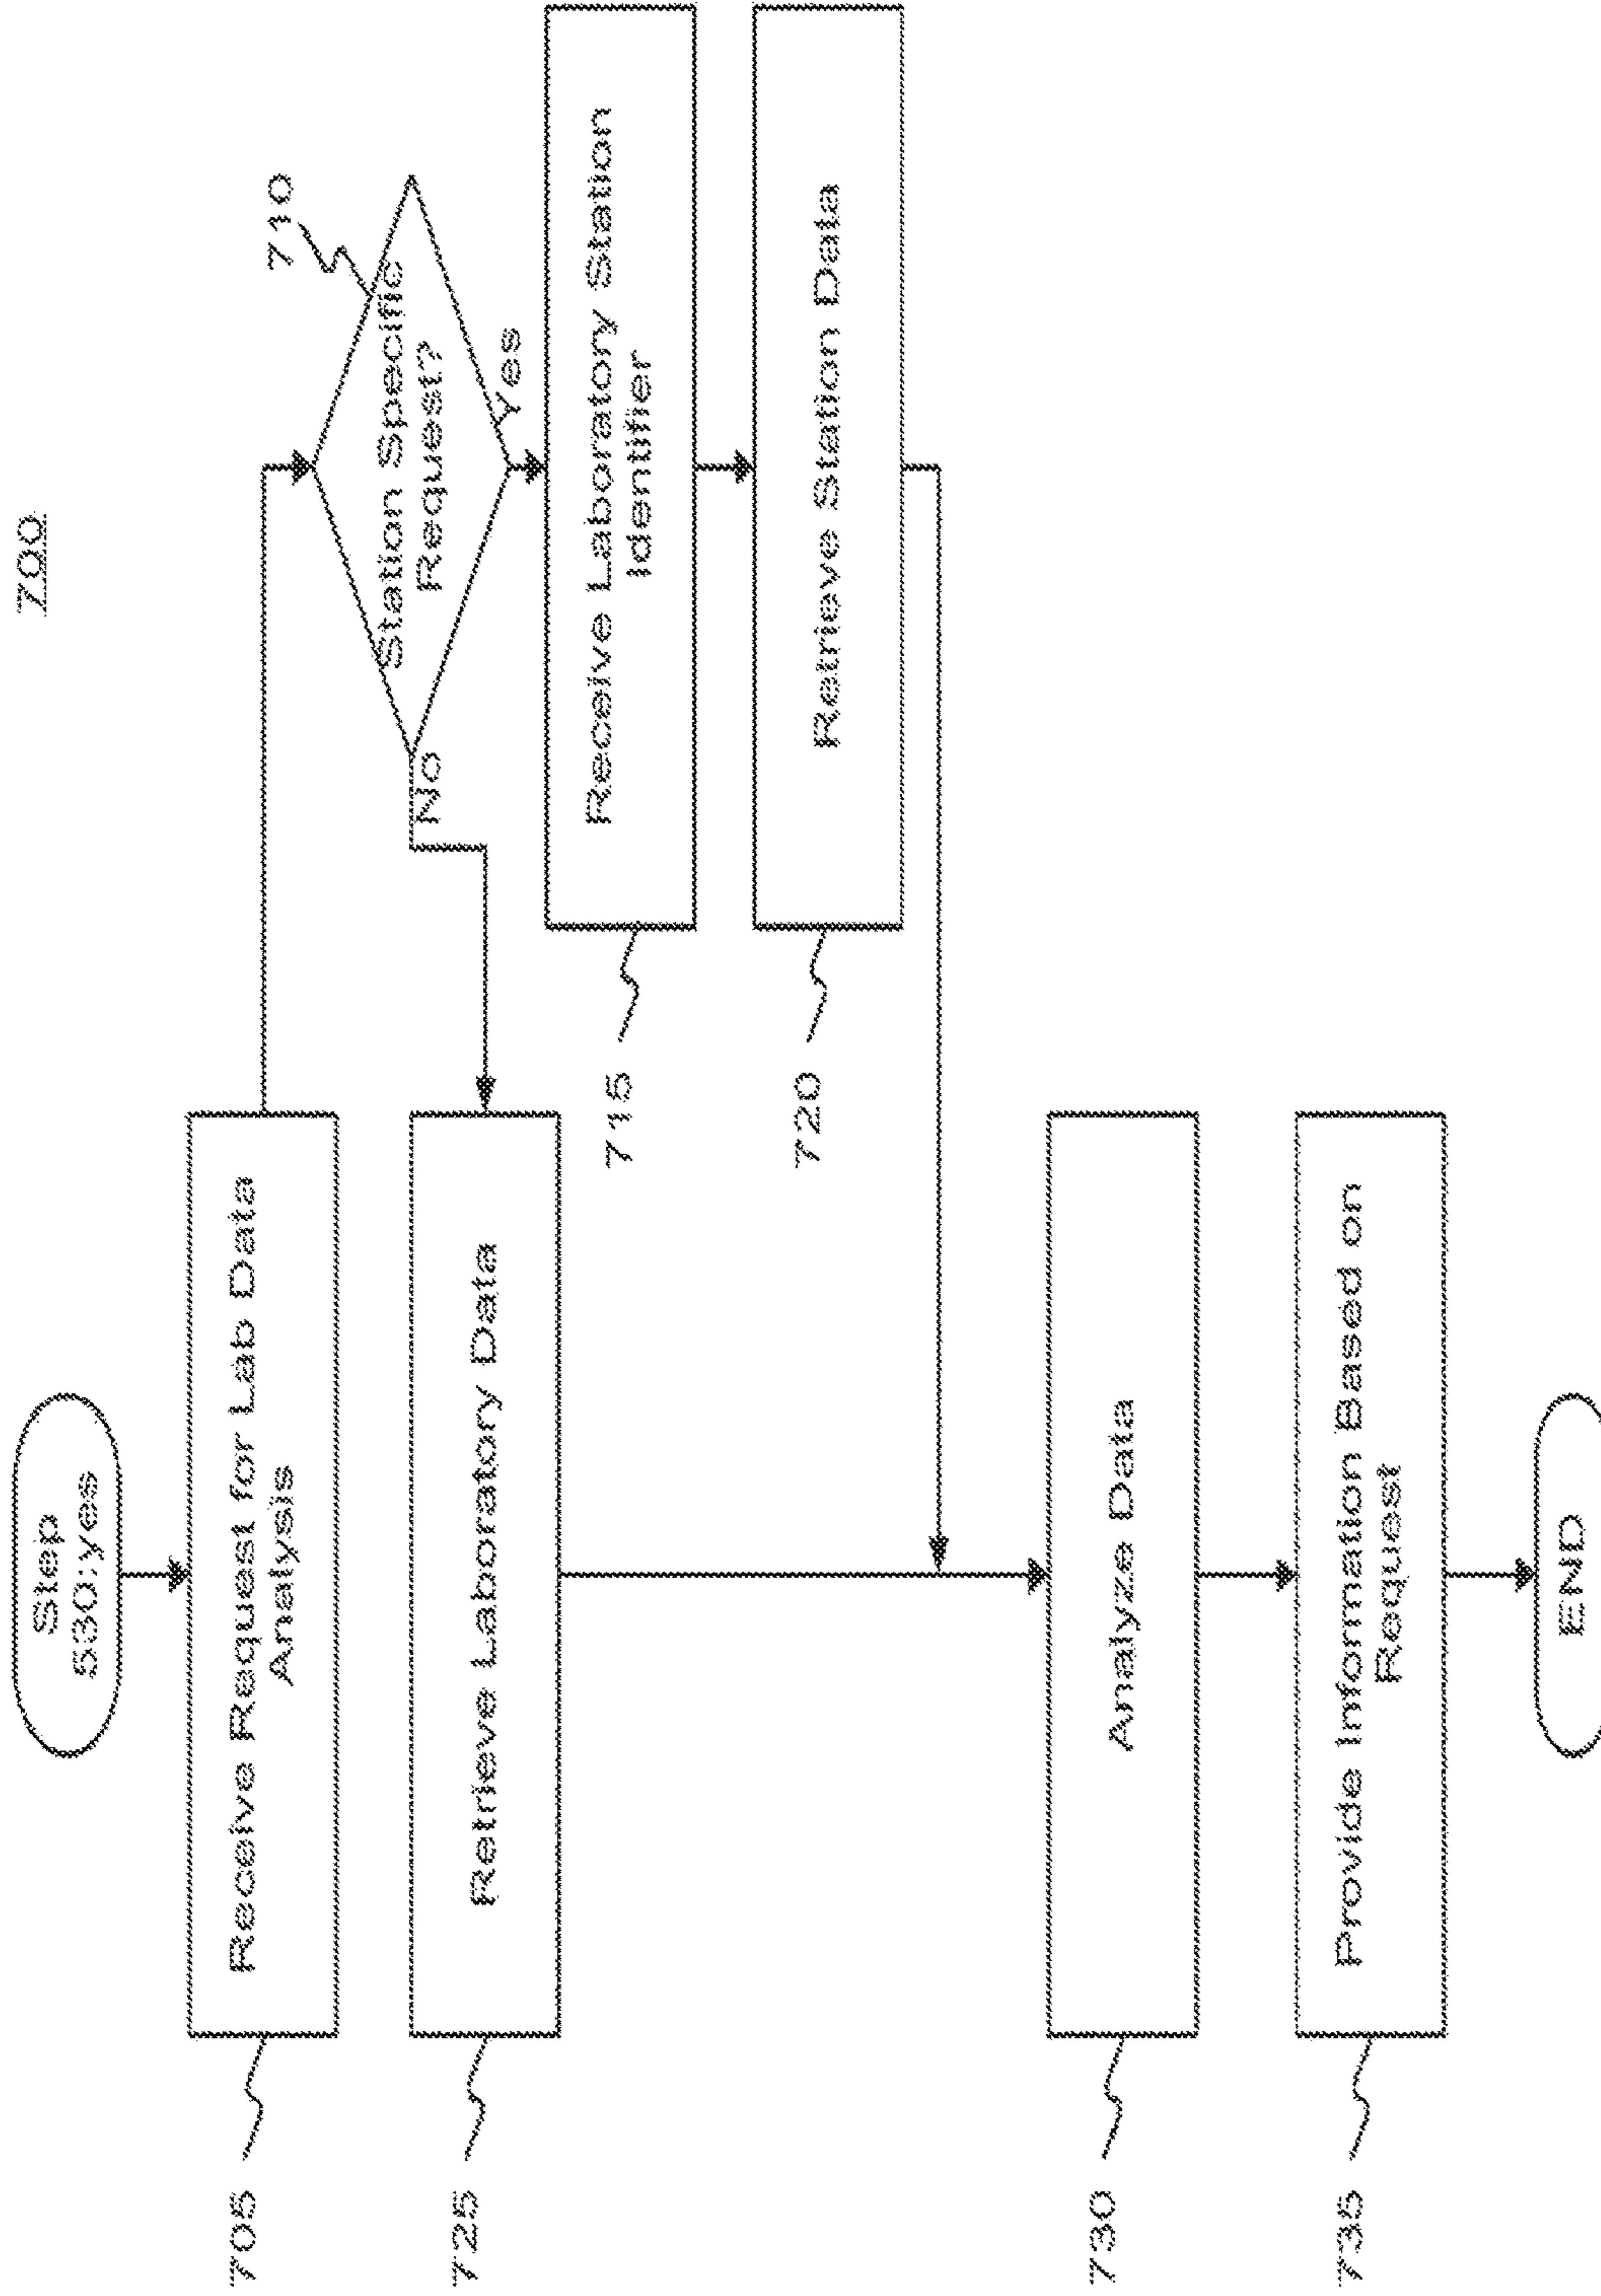 700
Step
530:yes
Receive Request for Lab Data
Analysis
705
710
Station Specific
Request?
No
Yes
Retrieve Laboratory Data
725
Receive Laboratory Station
Identifier
715
Retrieve Station Data
720
Analyze Data
730
Provide Information Based on
Request
735
END